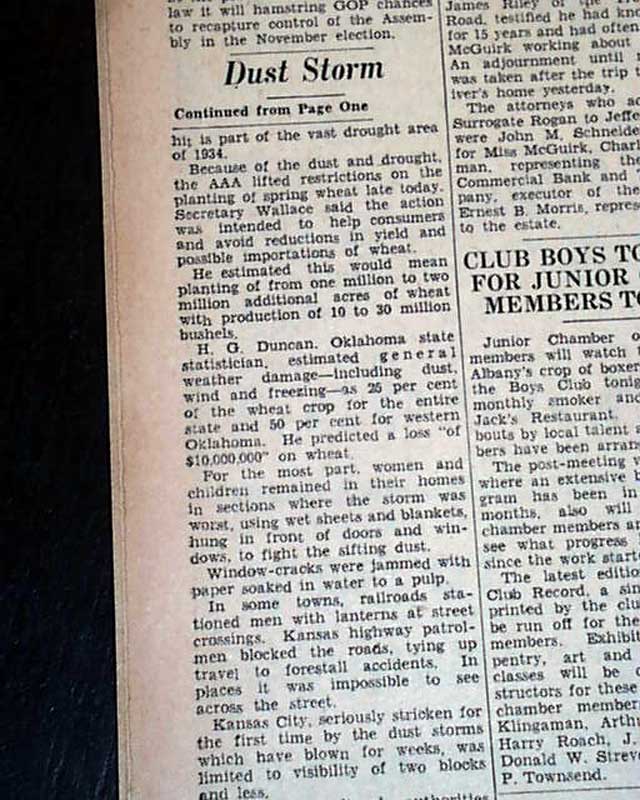 law it will hamstring GOP chances
to recapture control of the Assem-
bly in the November election.
Dust Storm
Continued from Page One
hit is part of the vast drought area
of 1934.
Because of the dust and drought,
the AAA lifted restrictions on the
planting of spring wheat late today.
Secretary Wallace said the action
was intended to help consumers
and avoid reductions in yield and
possible importations of wheat.
He estimated this would mean
planting of from one million to two
million additional acres of wheat
with production of 10 to 30 million
bushels.
H. G. Duncan, Oklahoma state
statistician, estimated general
weather damage—including dust,
wind and freezing—as 25 per cent
of the wheat crop for the entire
state and 50 per cent for western
Oklahoma. He predicted a loss "of
$10,000,000" on wheat.
For the most part, women and
children remained in their homes
in sections where the storm was
worst, using wet sheets and blankets,
hung in front of doors and win-
dows, to fight the sifting dust.
Window-cracks were jammed with
paper soaked in water to a pulp.
In some towns, railroads sta-
tioned men with lanterns at street
crossings. Kansas highway patrol-
men blocked the roads, tying up
travel to forestall accidents. In
places it was impossible to see
across the street.
Kansas City, seriously stricken for
the first time by the dust storms
which have blown for weeks, was
limited to visibility of two blocks
and less.
James Riley of the
Road, testified he had kno
for 15 years and had often
McGuirk working about
An adjournment until
was taken after the trip t
iver's home yesterday.
The attorneys who ac
Surrogate Rogan to Jeffe
were John M. Schneide
for Miss McGuirk, Charl
man, representing the
Commercial Bank and
pany, executor of the
Ernest B. Morris, repres
to the estate.
CLUB BOYS TO
FOR JUNIOR
MEMBERS TO
Junior Chamber o
members will watch
Albany's crop of boxer
the Boys Club tonig
monthly smoker and
Jack's Restaurant.
bouts by local talent a
bers have been arran
The post-meeting
where an extensive b
gram has been in
months, also will
chamber members a
see what progress
since the work starte
The latest editio
Club Record, a sin
printed by the clu
be run off for the
members. Exhibit
pentry, art and
classes will be
structors for these
chamber member
Klingaman, Arth
Harry Roach, J.
Donald W. Streve
P. Townsend.